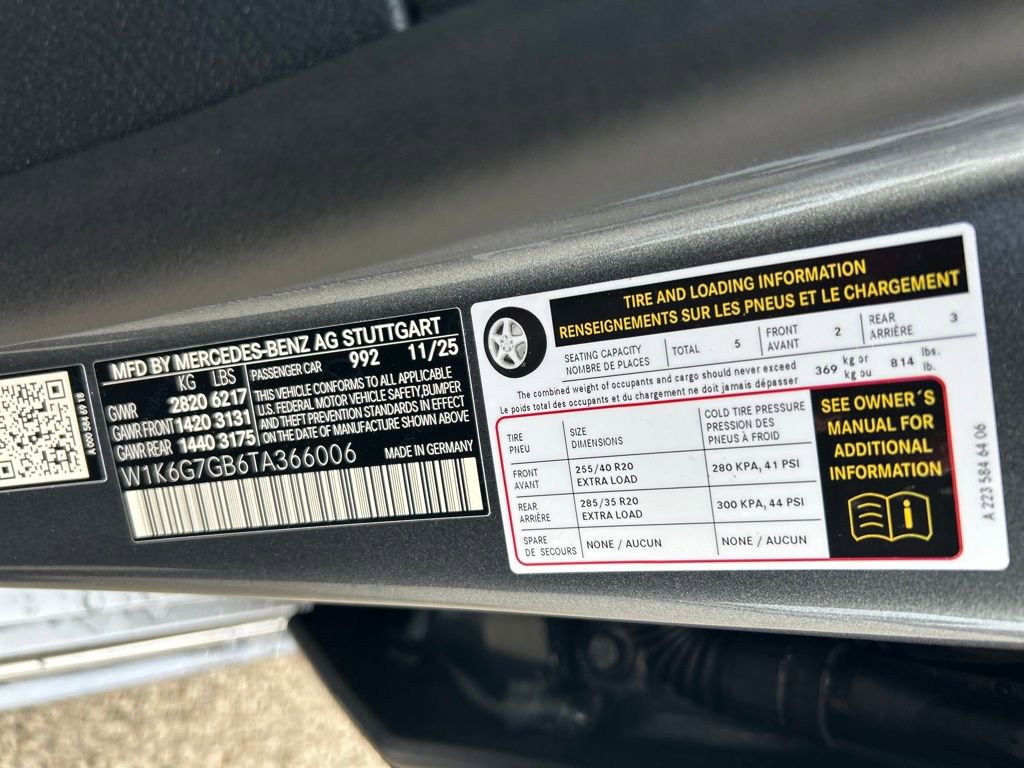 A 000 584 69 18
MFD BY MERCEDES-BENZ AG STUTTGART
KG LBS
GVWR 2820 6217
GAWR FRONT 1420 3131
GAWR REAR 1440 3175
PASSENGER CAR 992 11/25
THIS VEHICLE CONFORMS TO ALL APPLICABLE
U.S. FEDERAL MOTOR VEHICLE SAFETY,BUMPER
AND THEFT PREVENTION STANDARDS IN EFFECT
ON THE DATE OF MANUFACTURE SHOWN ABOVE
W1K6G7GB6TA366006
MADE IN GERMANY
TIRE AND LOADING INFORMATION
RENSEIGNEMENTS SUR LES PNEUS ET LE CHARGEMENT
SEATING CAPACITY
NOMBRE DE PLACES
TOTAL 5
FRONT
AVANT
2
REAR
ARRIÈRE
3
The combined weight of occupants and cargo should never exceed
Le poids total des occupants et du chargement ne doit jamais dépasser
369 kg or
kg ou
814 lbs.
lb.
TIRE
PNEU
SIZE
DIMENSIONS
COLD TIRE PRESSURE
PRESSION DES
PNEUS À FROID
FRONT
AVANT
255/40 R20
EXTRA LOAD
280 KPA, 41 PSI
REAR
ARRIÈRE
285/35 R20
EXTRA LOAD
300 KPA, 44 PSI
SPARE
DE SECOURS
NONE / AUCUN
NONE / AUCUN
SEE OWNER´S
MANUAL FOR
ADDITIONAL
INFORMATION
A 223 584 64 06